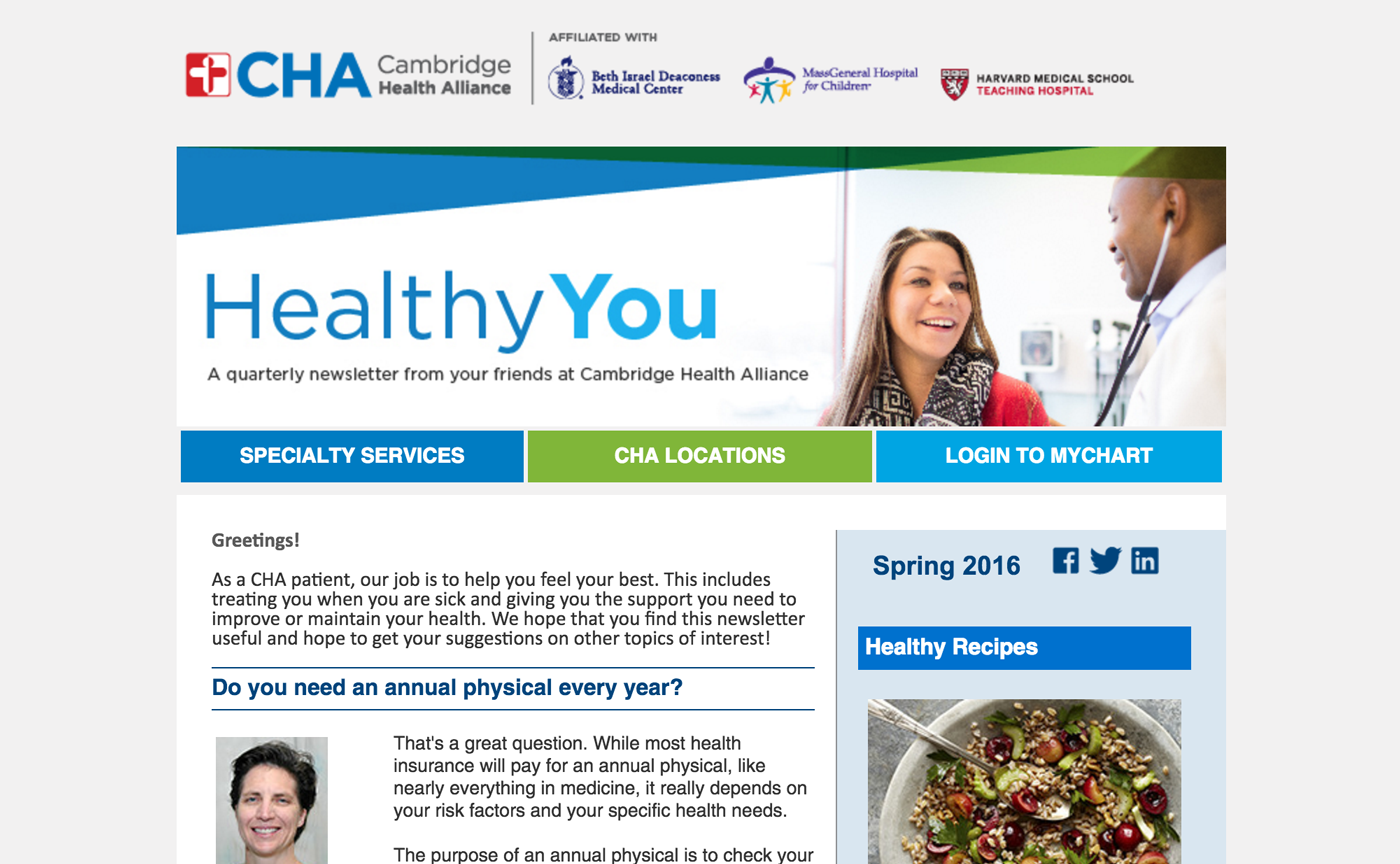 CHA Cambridge Health Alliance
AFFILIATED WITH
Beth Israel Deaconess
Medical Center
MassGeneral Hospital
for Children
HARVARD MEDICAL SCHOOL
TEACHING HOSPITAL
HealthyYou
A quarterly newsletter from your friends at Cambridge Health Alliance
SPECIALTY SERVICES
CHA LOCATIONS
LOGIN TO MYCHART
Greetings!
As a CHA patient, our job is to help you feel your best. This includes
treating you when you are sick and giving you the support you need to
improve or maintain your health. We hope that you find this newsletter
useful and hope to get your suggestions on other topics of interest!
Do you need an annual physical every year?
That's a great question. While most health
insurance will pay for an annual physical, like
nearly everything in medicine, it really depends on
your risk factors and your specific health needs.
The purpose of an annual physical is to check your
Spring 2016
Healthy Recipes